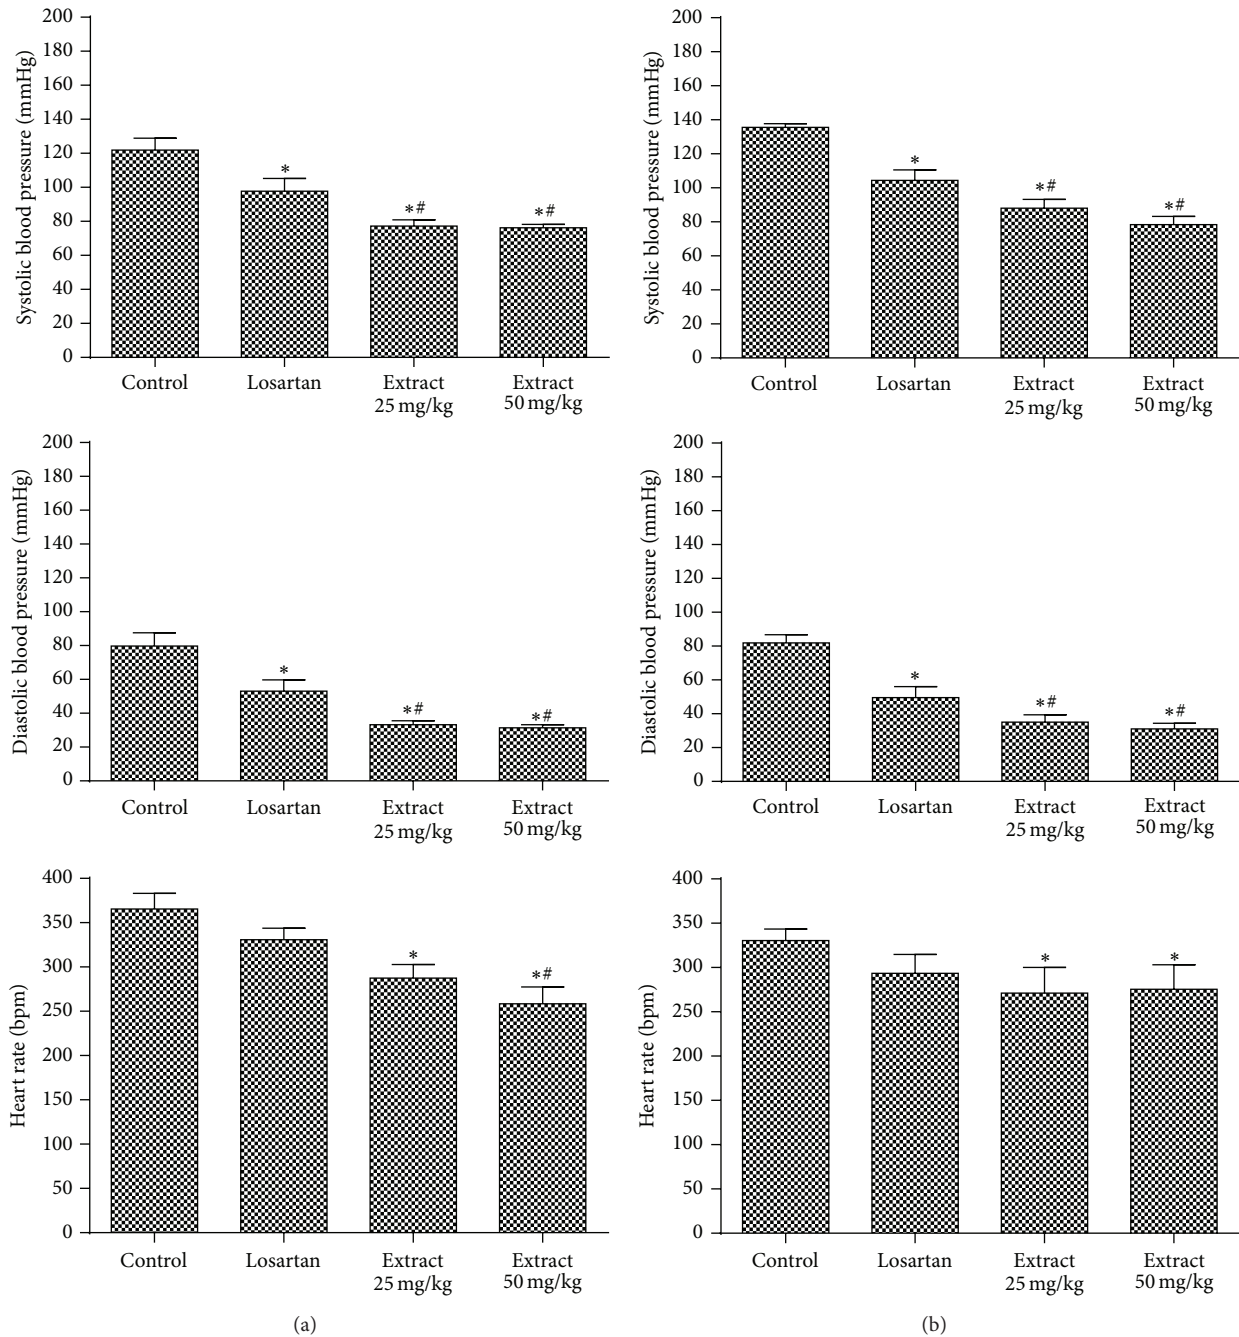 200
180
160
140
120
100
80
60
40
20
0
Systolic blood pressure (mmHg)
*
*#
*#
Control
Losartan
Extract
25 mg/kg
Extract
50 mg/kg
200
180
160
140
120
100
80
60
40
20
0
Systolic blood pressure (mmHg)
*
*#
*#
Control
Losartan
Extract
25 mg/kg
Extract
50 mg/kg
200
180
160
140
120
100
80
60
40
20
0
Diastolic blood pressure (mmHg)
*
*#
*#
Control
Losartan
Extract
25 mg/kg
Extract
50 mg/kg
200
180
160
140
120
100
80
60
40
20
0
Diastolic blood pressure (mmHg)
*
*#
*#
Control
Losartan
Extract
25 mg/kg
Extract
50 mg/kg
400
350
300
250
200
150
100
50
0
Heart rate (bpm)
*
*#
Control
Losartan
Extract
25 mg/kg
Extract
50 mg/kg
400
350
300
250
200
150
100
50
0
Heart rate (bpm)
*
*
Control
Losartan
Extract
25 mg/kg
Extract
50 mg/kg
(a)
(b)